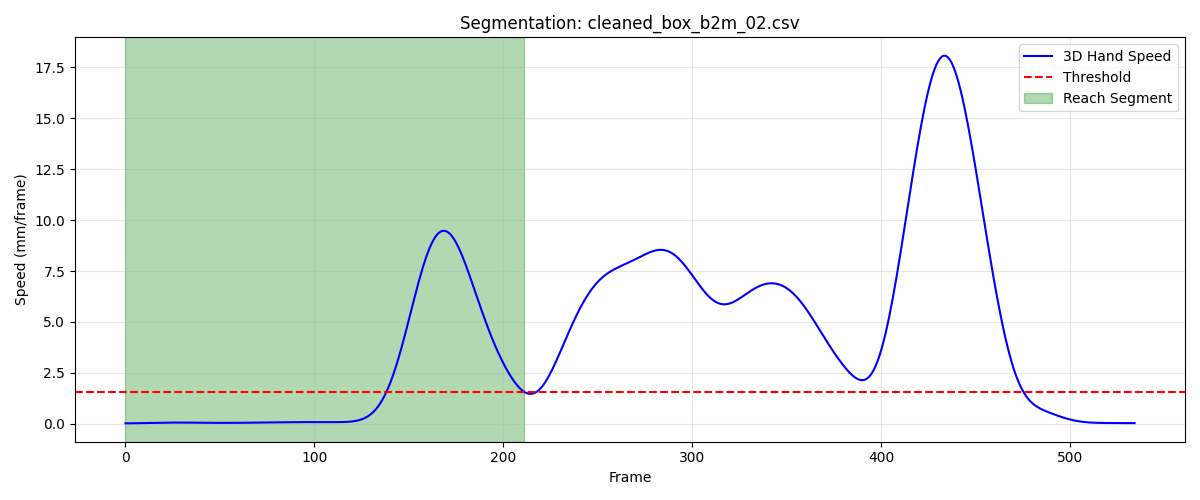 Segmentation: cleaned_box_b2m_02.csv
3D Hand Speed
Threshold
Reach Segment
Speed (mm/frame)
17.5
15.0
12.5
10.0
7.5
5.0
2.5
0.0
0 100 200 300 400 500
Frame